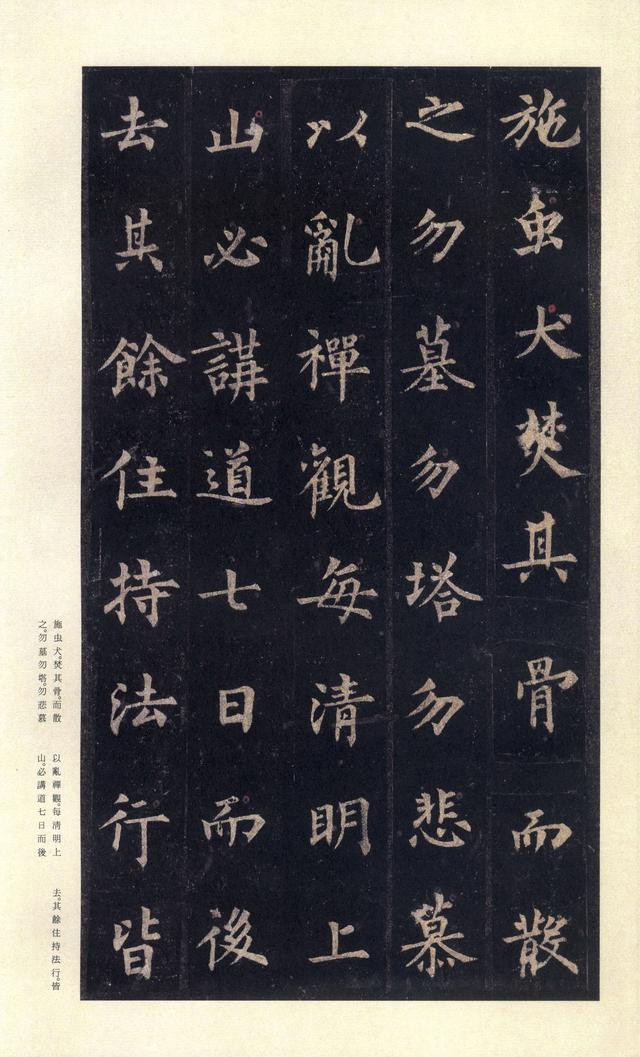 施虫犬焚其骨而散
之勿墓勿塔勿悲慕
以亂禪觀每清明上
山必講道七日而後
去其餘住持法行皆
施虫犬。焚其骨。而散
之。勿墓勿塔。勿悲慕
以亂禪觀。每清明上
山。必講道七日而後
去。其餘住持法行。皆